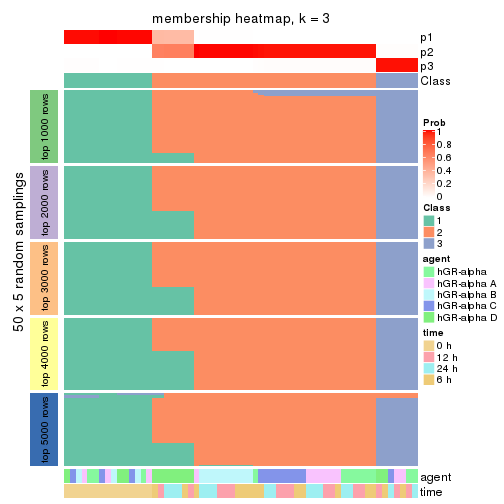 membership heatmap, k = 3
p1
p2
p3
Class
50 x 5 random samplings
top 1000 rows
top 2000 rows
top 3000 rows
top 4000 rows
top 5000 rows
agent
time
Prob
1
0.8
0.6
0.4
0.2
0
Class
1
2
3
agent
hGR-alpha
hGR-alpha A
hGR-alpha B
hGR-alpha C
hGR-alpha D
time
0 h
12 h
24 h
6 h